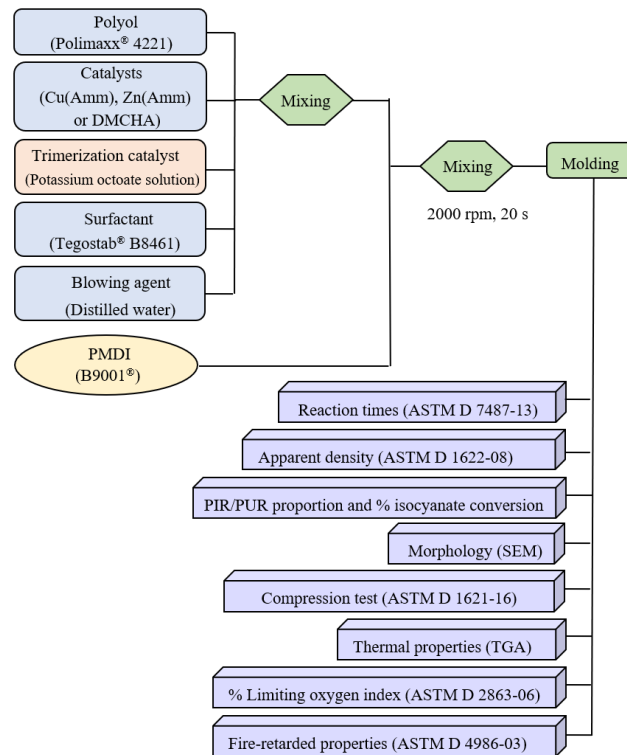 Polyol
(Polimaxx® 4221)
Catalysts
(Cu(Amm), Zn(Amm)
or DMCHA)
Trimerization catalyst
(Potassium octoate solution)
Surfactant
(Tegostab® B8461)
Blowing agent
(Distilled water)
PMDI
(B9001®)
Mixing
Mixing
2000 rpm, 20 s
Molding
Reaction times (ASTM D 7487-13)
Apparent density (ASTM D 1622-08)
PIR/PUR proportion and % isocyanate conversion
Morphology (SEM)
Compression test (ASTM D 1621-16)
Thermal properties (TGA)
% Limiting oxygen index (ASTM D 2863-06)
Fire-retarded properties (ASTM D 4986-03)